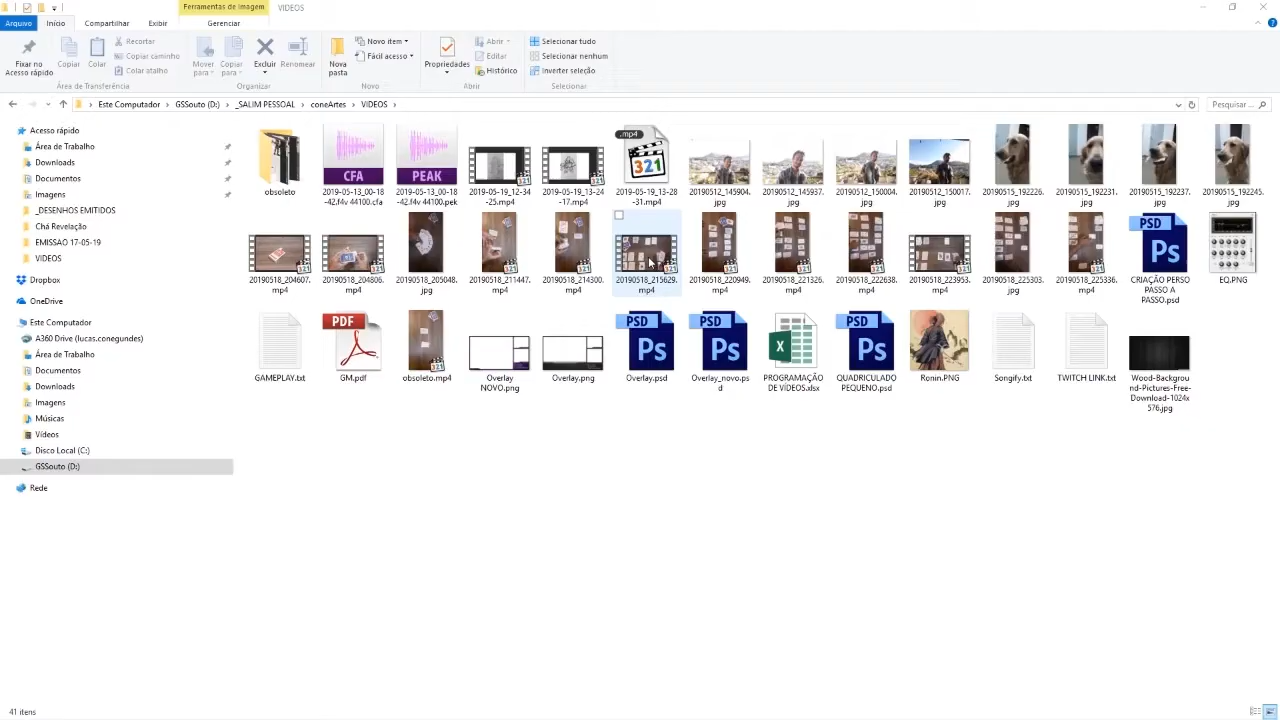 Ferramentas de Imagem
VIDEOS
Arquivo
Início
Compartilhar
Exibir
Gerenciar
Fixar no
Acesso rápido
Copiar
Colar
Recortar
Copiar caminho
Colar atalho
Área de Transferência
Mover
para
Copiar
para
Excluir
Renomear
Organizar
Nova
pasta
Novo item
Fácil acesso
Novo
Propriedades
Abrir
Editar
Histórico
Abrir
Selecionar tudo
Selecionar nenhum
Inverter seleção
Selecionar
Este Computador
GSSouto (D:)
_SALIM PESSOAL
coneArtes
VIDEOS
Pesquisar ...
Acesso rápido
Área de Trabalho
Downloads
Documentos
Imagens
_DESENHOS EMITIDOS
Chá Revelação
EMISSAO 17-05-19
VIDEOS
Dropbox
OneDrive
Este Computador
A360 Drive (lucas.conegundes)
Área de Trabalho
Documentos
Downloads
Imagens
Músicas
Vídeos
Disco Local (C:)
GSSouto (D:)
Rede
CFA
PEAK
.mp4
321
obsoleto
2019-05-13_00-18
-42.f4v 44100.cfa
2019-05-13_00-18
-42.f4v 44100.pek
2019-05-19_12-34
-25.mp4
2019-05-19_13-24
-17.mp4
2019-05-19_13-28
-31.mp4
20190512_145904.
jpg
20190512_145937.
jpg
20190512_150004.
jpg
20190512_150017.
jpg
20190515_192226.
jpg
20190515_192231.
jpg
20190515_192237.
jpg
20190515_192245.
jpg
PSD
Ps
20190518_204607.
mp4
20190518_204806.
mp4
20190518_205048.
jpg
20190518_211447.
mp4
20190518_214300.
mp4
20190518_215629.
mp4
20190518_220949.
mp4
20190518_221326.
mp4
20190518_222638.
mp4
20190518_223953.
mp4
20190518_225303.
jpg
20190518_225336.
mp4
CRIAÇÃO PERSO
PASSO A
PASSO.psd
EQ.PNG
PDF
PSD
Ps
PSD
Ps
X
PSD
Ps
GAMEPLAY.txt
GM.pdf
obsoleto.mp4
Overlay
NOVO.png
Overlay.png
Overlay.psd
Overlay_novo.ps
d
PROGRAMAÇÃO
DE VÍDEOS.xlsx
QUADRICULADO
PEQUENO.psd
Ronin.PNG
Songify.txt
TWITCH LINK.txt
Wood-Backgrou
nd-Pictures-Free-
Download-1024x
576.jpg
41 itens